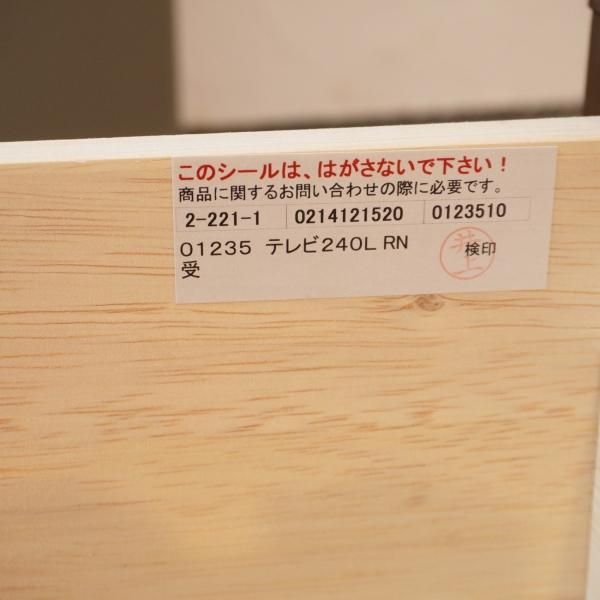 このシールは、はがさないで下さい！
商品に関するお問い合わせの際に必要です。
2-221-1 0214121520 0123510
01235 テレビ240L RN
受
検印